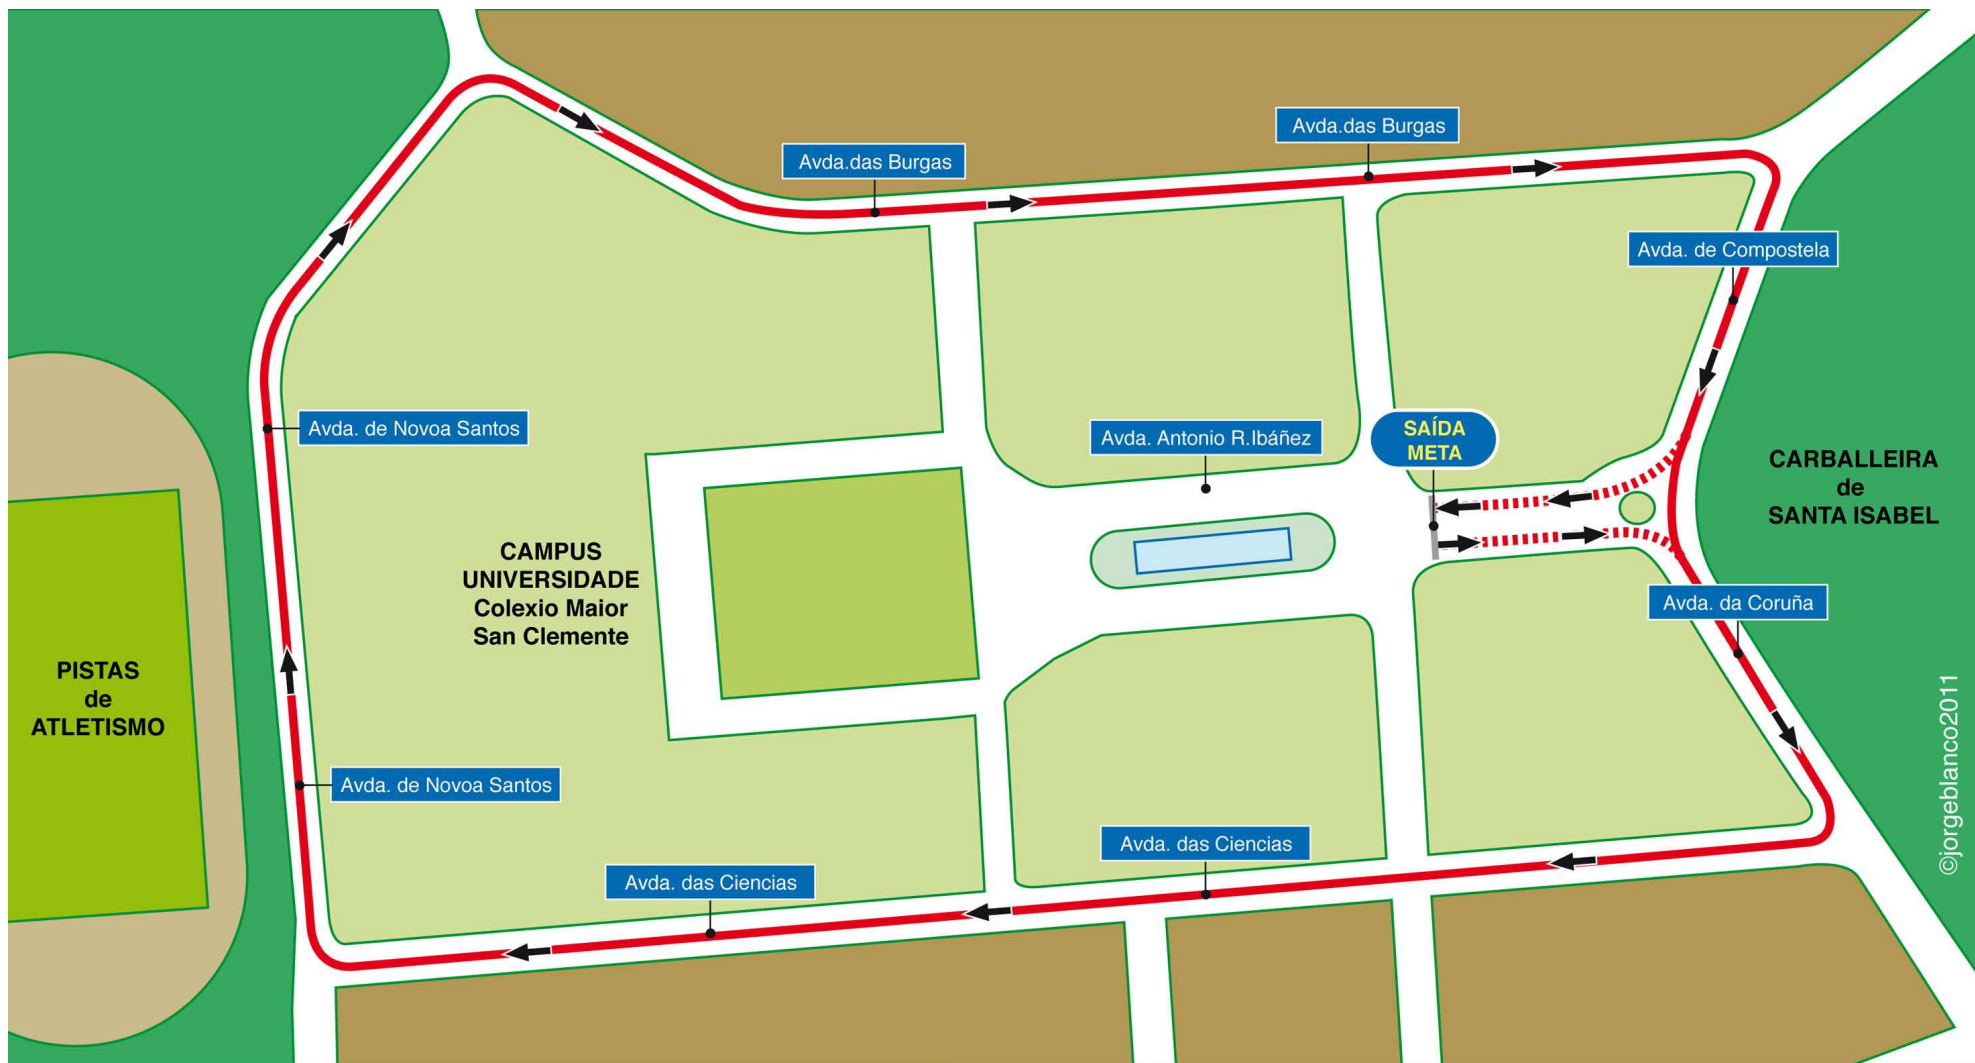 Avda.das Burgas
Avda.das Burgas
Avda. de Compostela
Avda. de Novoa Santos
Avda. Antonio R.Ibáñez
SAÍDA
META
CARBALLEIRA
de
SANTA ISABEL
CAMPUS
UNIVERSIDADE
Colexio Maior
San Clemente
Avda. da Coruña
PISTAS
de
ATLETISMO
Avda. de Novoa Santos
Avda. das Ciencias
Avda. das Ciencias
©jorgeblanco2011